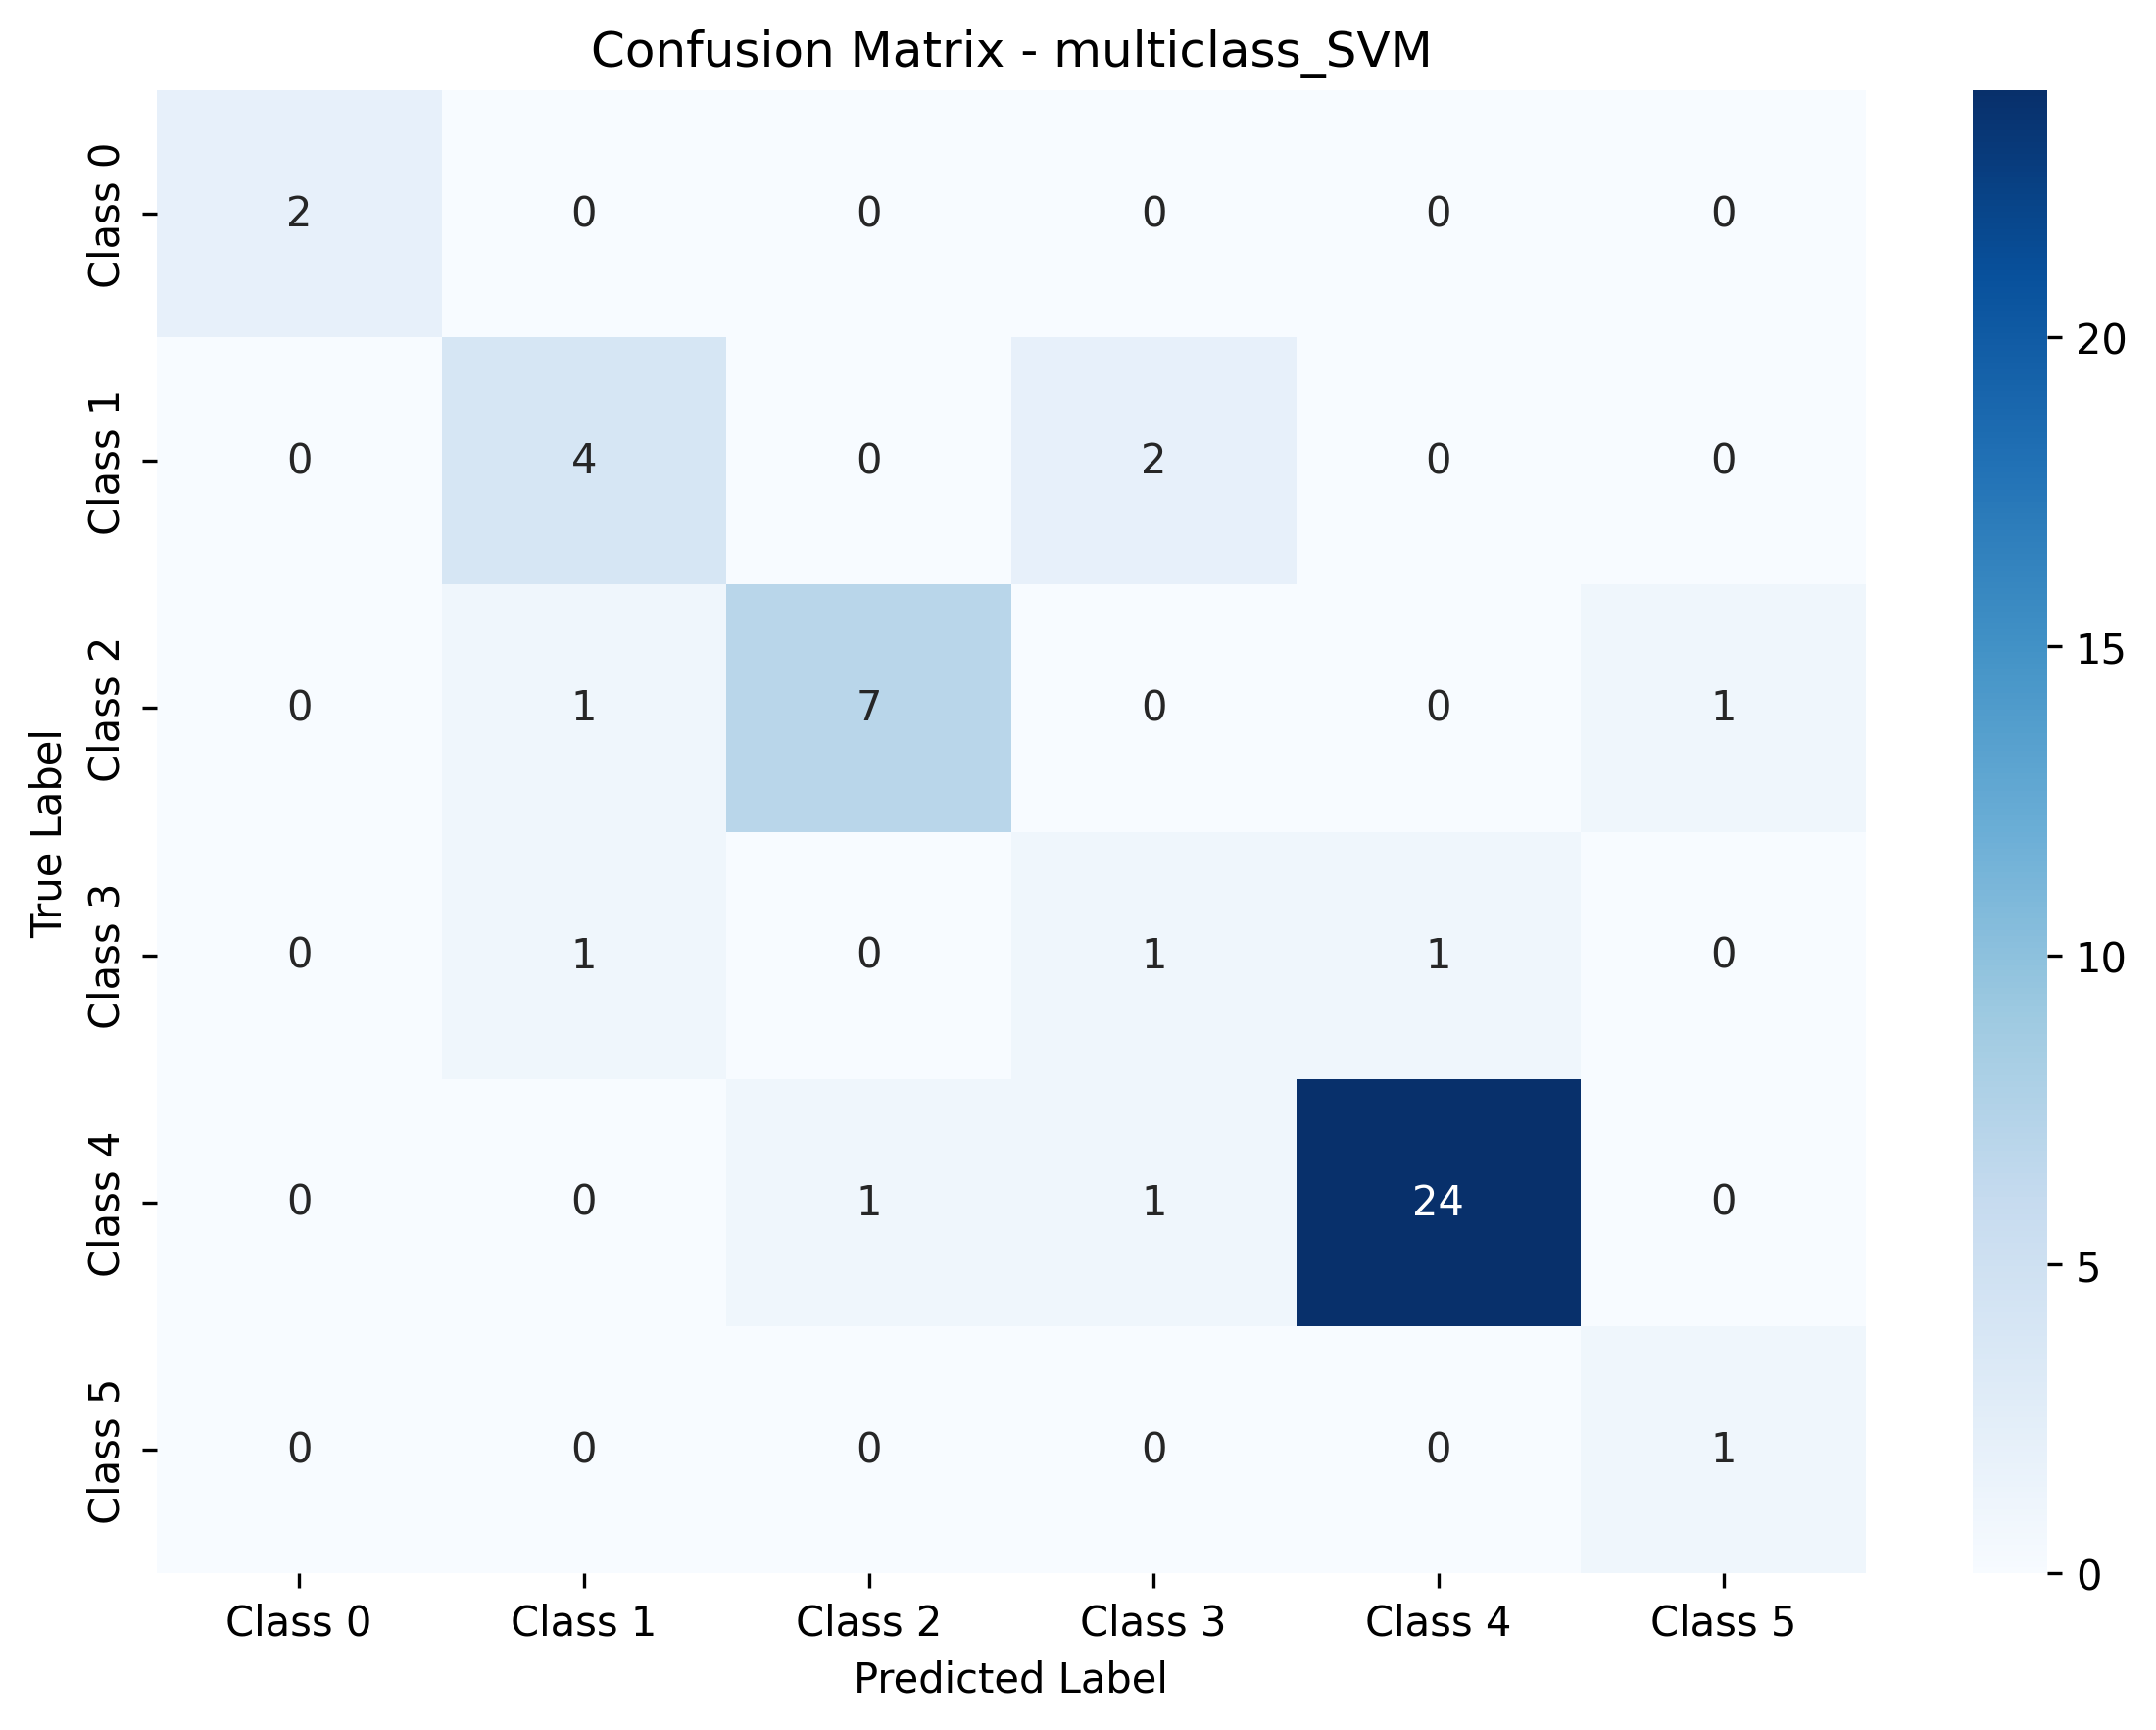 Confusion Matrix - multiclass_SVM
True Label
Class 0 2 0 0 0 0 0
Class 1 0 4 0 2 0 0
Class 2 0 1 7 0 0 1
Class 3 0 1 0 1 1 0
Class 4 0 0 1 1 24 0
Class 5 0 0 0 0 0 1
Class 0 Class 1 Class 2 Class 3 Class 4 Class 5
Predicted Label
20
15
10
5
0